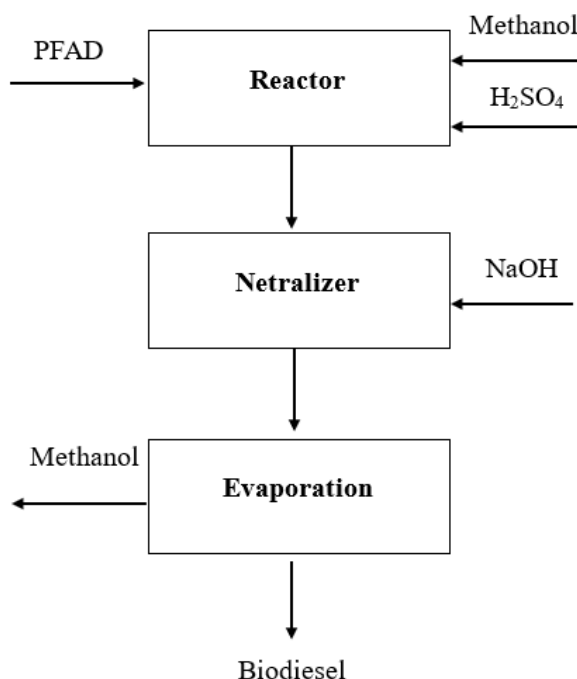 PFAD
Reactor
Methanol
H₂SO₄
Netralizer
NaOH
Methanol
Evaporation
Biodiesel